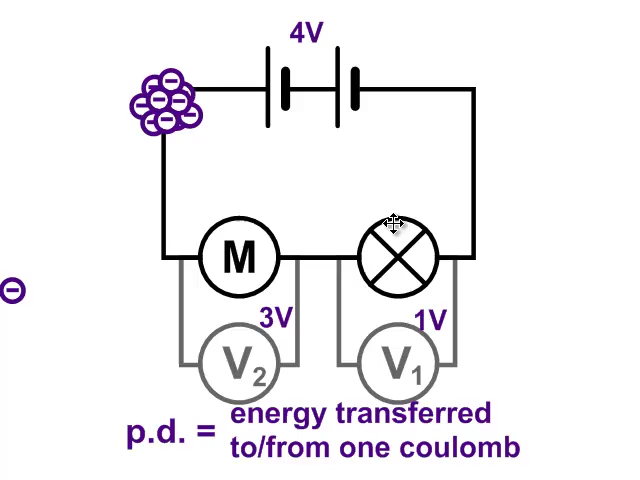 4V
M
3V
1V
V2
V1
p.d. = energy transferred
to/from one coulomb